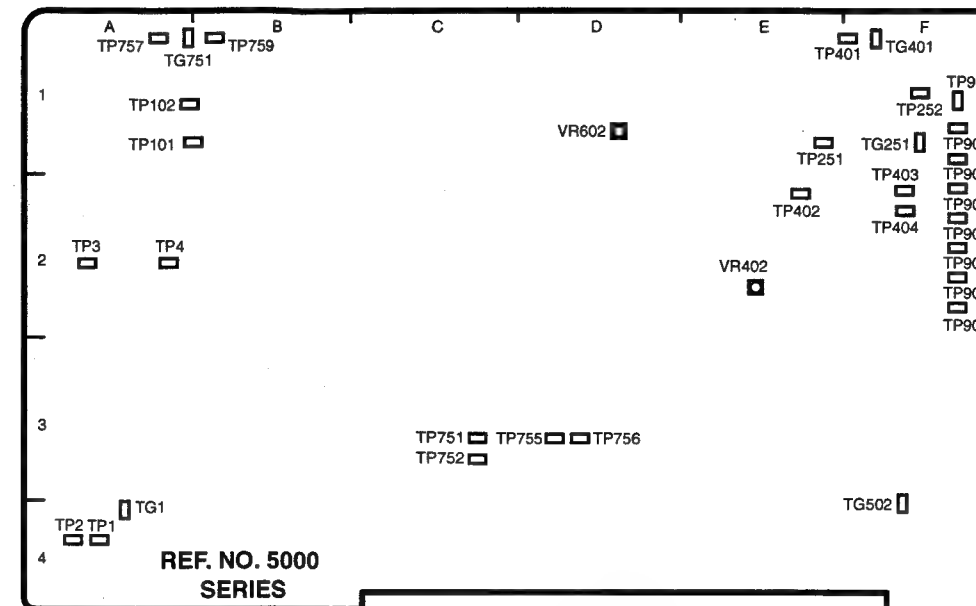 A B C D E F
TP757 TP759 TP401 TG401
TG751
1
TP102 TP252
VR602
TP101 TG251
TP251
TP403
TP402 TP404
TP3 TP4
2
VR402
3
TP751 TP755 TP756
TP752
TG1 TG502
TP2 TP1
4
REF. NO. 5000
SERIES